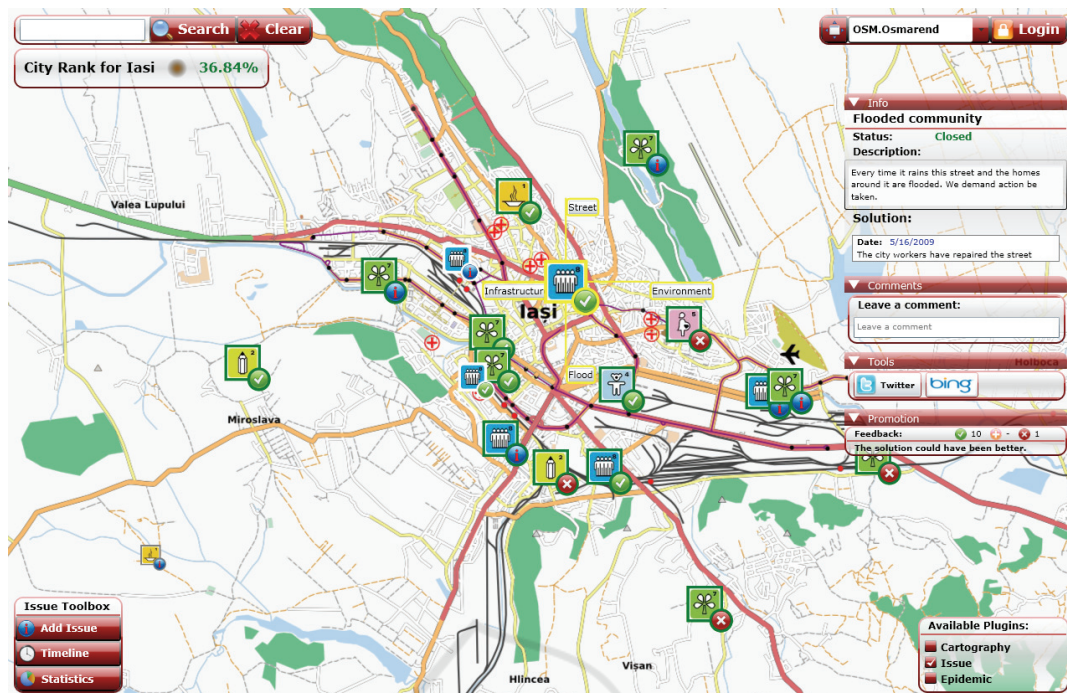 Search
Clear
OSM.Osmarend
Login
City Rank for Iasi 36.84%
Info
Flooded community
Status: Closed
Description:
Every time it rains this street and the homes
around it are flooded. We demand action be
taken.
Solution:
Date: 5/16/2009
The city workers have repaired the street
Comments
Leave a comment:
Leave a comment
Tools
Holboca
Twitter
bing
Promotion
Feedback: 10 - 1
The solution could have been better.
Valea Lupului
Street
Infrastructur
Environment
Iași
Flood
Miroslava
Hlincea
Vișan
Issue Toolbox
Add Issue
Timeline
Statistics
Available Plugins:
Cartography
Issue
Epidemic